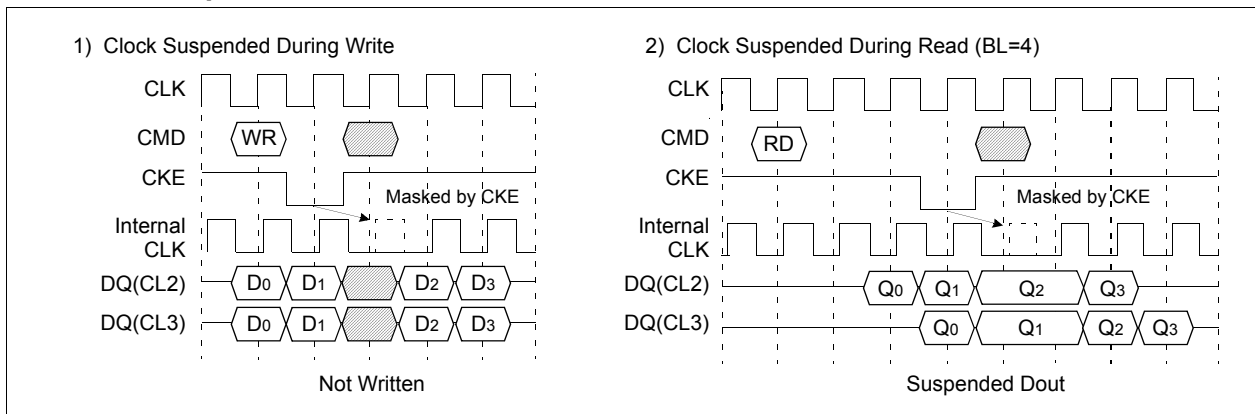 1) Clock Suspended During Write
CLK
CMD
WR
CKE
Masked by CKE
Internal
CLK
DQ(CL2)
D0 D1 D2 D3
DQ(CL3)
D0 D1 D2 D3
Not Written
2) Clock Suspended During Read (BL=4)
CLK
CMD
RD
CKE
Masked by CKE
Internal
CLK
DQ(CL2)
Q0 Q1 Q2 Q3
DQ(CL3)
Q0 Q1 Q2 Q3
Suspended Dout